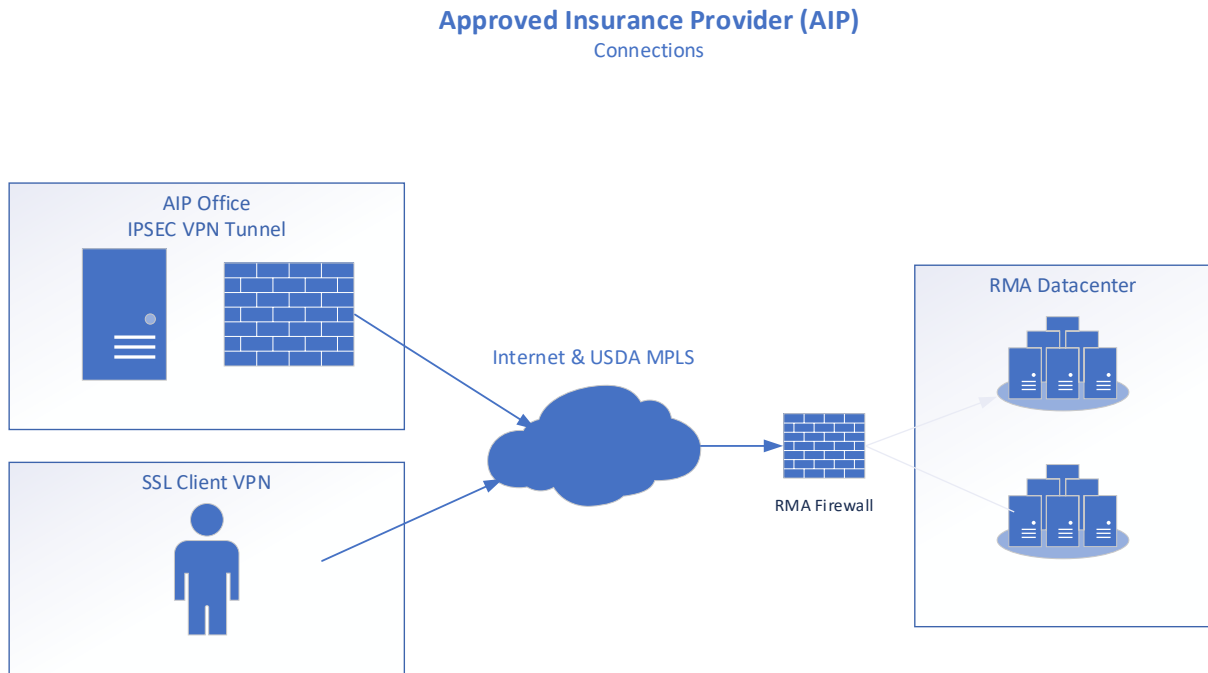 Approved Insurance Provider (AIP)
Connections
AIP Office
IPSEC VPN Tunnel
SSL Client VPN
Internet & USDA MPLS
RMA Firewall
RMA Datacenter